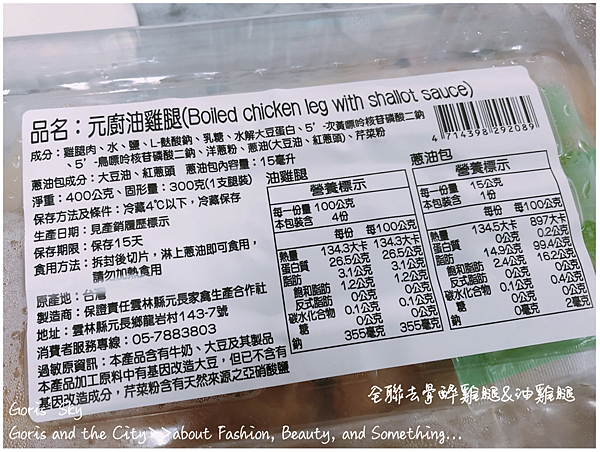 品名：元廚油雞腿(Boiled chicken leg with shallot sauce)
成分：雞腿肉、水、鹽、L-麩酸鈉、乳糖、水解大豆蛋白、5'-次黃嘌呤核苷磷酸二鈉、
5'-鳥嘌呤核苷磷酸二鈉、洋蔥粉、蔥油(大豆油、紅蔥頭)、芹菜粉
蔥油包成分：大豆油、紅蔥頭 蔥油包內容量：15毫升
淨重：400公克、固形量：300克(1支腿裝)
保存方法及條件：冷藏4℃以下，冷藏保存
生產日期：見產銷履歷標示
保存期限：保存15天
食用方法：拆封後切片，淋上蔥油即可食用，
請勿加熱食用
原產地：台灣
製造商：保證責任雲林縣元長家禽生產合作社
地址：雲林縣元長鄉龍岩村143-7號
消費者服務專線：05-7883803
過敏原資訊：本產品含有牛奶、大豆及其製品
本產品加工原料中有基因改造大豆，但已不含有
基因改造成分，芹菜粉含有天然來源之亞硝酸鹽
4714398292089
油雞腿
營養標示
每一份量 100公克
本包裝含 4份
每份 每100公克
熱量 134.3大卡 134.3大卡
蛋白質 26.5公克 26.5公克
脂肪 3.1公克 3.1公克
飽和脂肪 1.2公克 1.2公克
反式脂肪 0公克 0公克
碳水化合物 0.1公克 0.1公克
糖 0公克 0公克
鈉 355毫克 355毫克
蔥油包
營養標示
每一份量 15公克
本包裝含 1份
每份 每100公克
熱量 134.5大卡 897大卡
蛋白質 0公克 0.2公克
脂肪 14.9公克 99.4公克
飽和脂肪 2.4公克 16.2公克
反式脂肪 0公克 0公克
碳水化合物 0.1公克 0.4公克
糖 0公克 0公克
鈉 0毫克 2毫克
全聯去骨醉雞腿&油雞腿
Goris' Sky
Goris and the City>>about Fashion, Beauty, and Something...